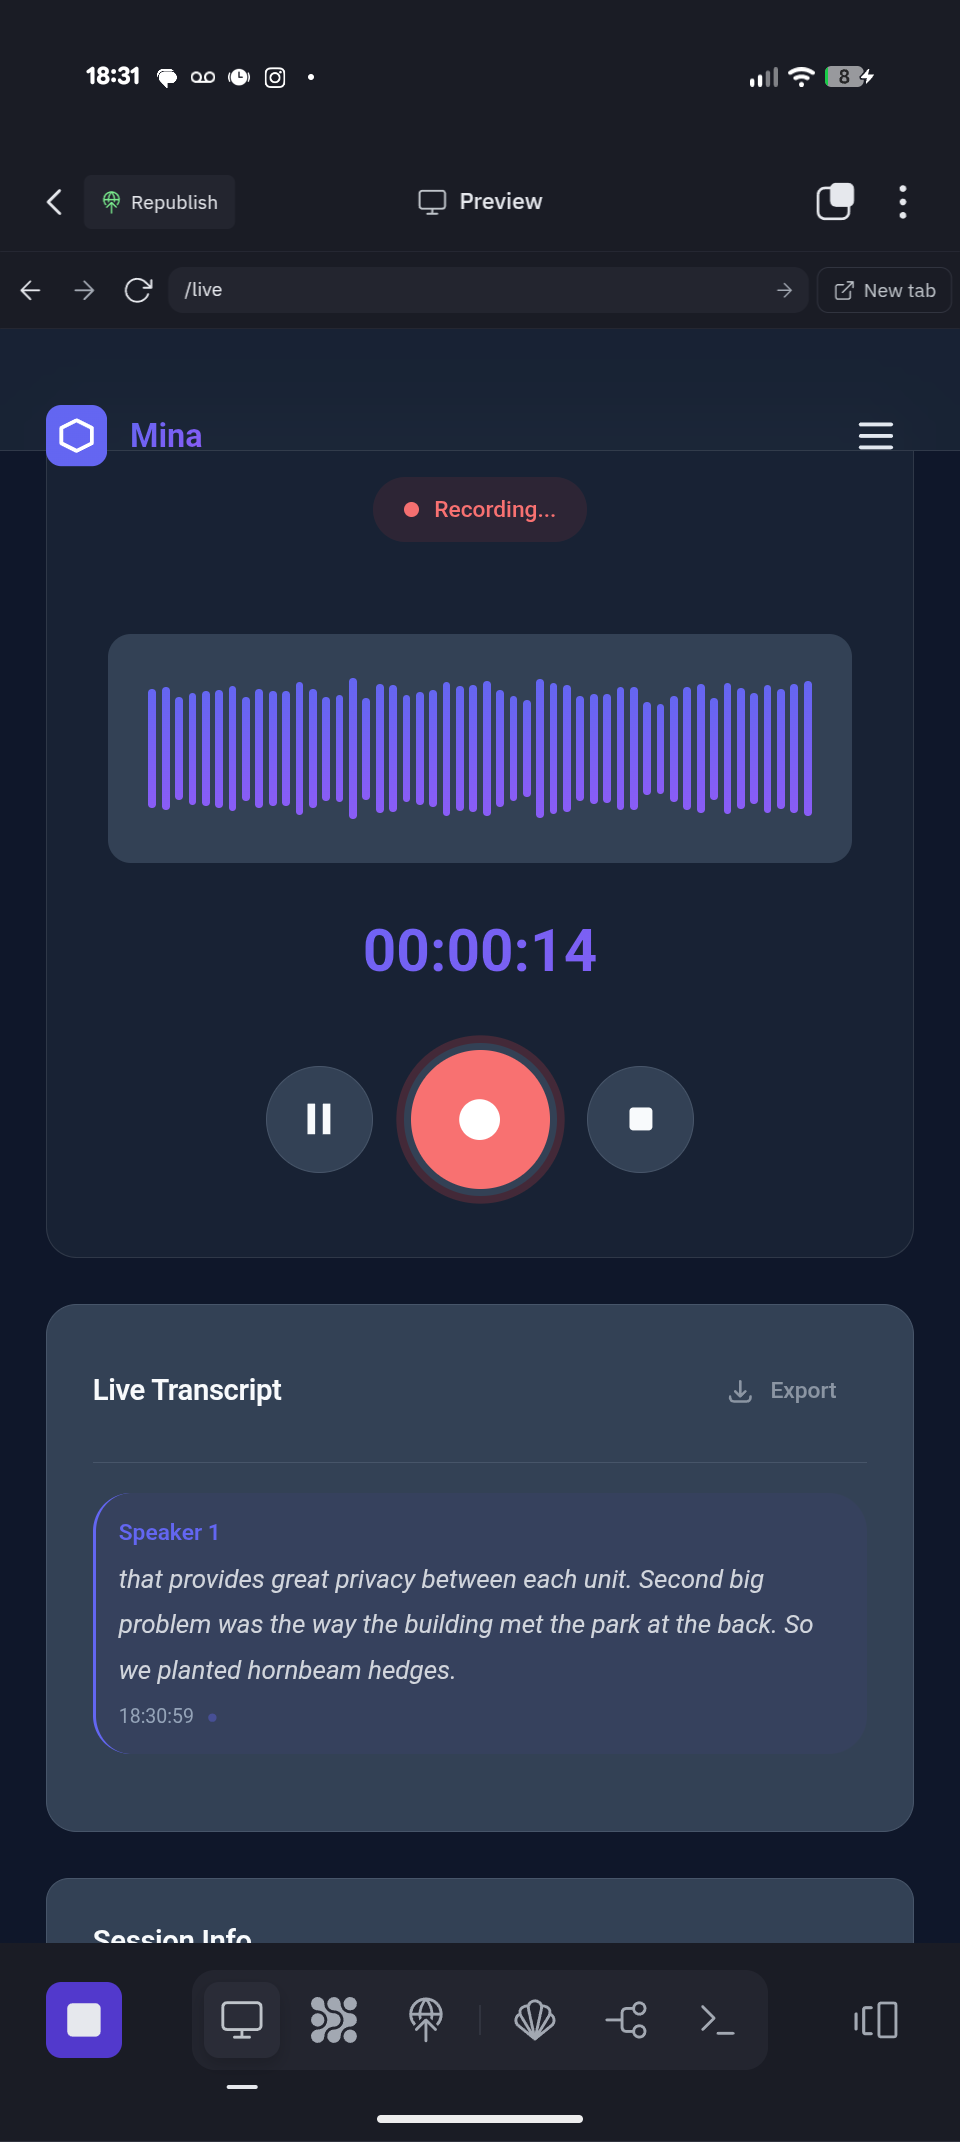 18:31
8
Republish
Preview
/live
New tab
Mina
Recording...
00:00:14
Live Transcript
Export
Speaker 1
that provides great privacy between each unit. Second big
problem was the way the building met the park at the back. So
we planted hornbeam hedges.
18:30:59
Session Info